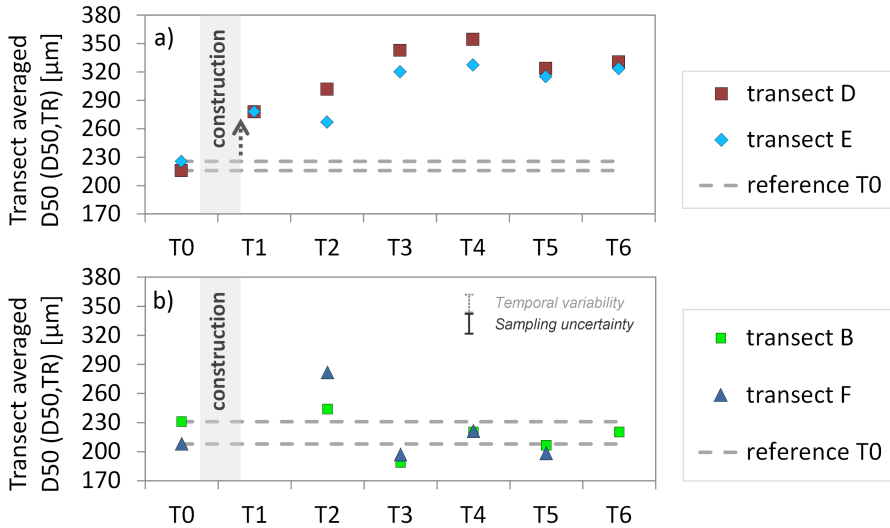 Transect averaged
D50 (D50,TR) [µm]
380
350
320
290
260
230
200
170
a)
construction
T0 T1 T2 T3 T4 T5 T6
transect D
transect E
reference T0
Transect averaged
D50 (D50,TR) [µm]
380
350
320
290
260
230
200
170
b)
construction
Temporal variability
Sampling uncertainty
T0 T1 T2 T3 T4 T5 T6
transect B
transect F
reference T0